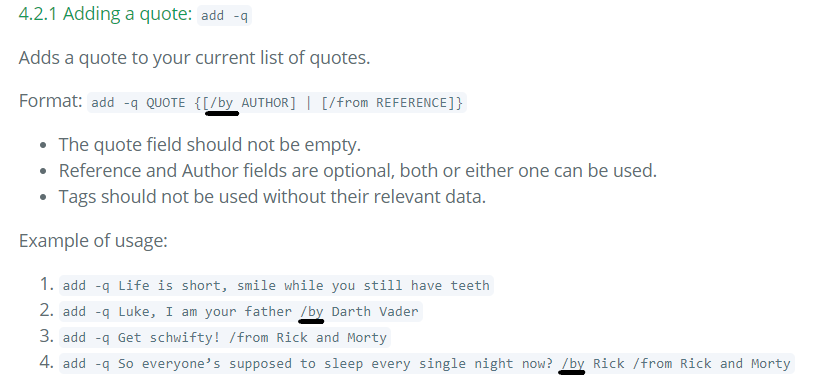 4.2.1 Adding a quote: add -q
Adds a quote to your current list of quotes.
Format: add -q QUOTE {[/by AUTHOR] | [/from REFERENCE]}
• The quote field should not be empty.
• Reference and Author fields are optional, both or either one can be used.
• Tags should not be used without their relevant data.
Example of usage:
1. add -q Life is short, smile while you still have teeth
2. add -q Luke, I am your father /by Darth Vader
3. add -q Get schwifty! /from Rick and Morty
4. add -q So everyone’s supposed to sleep every single night now? /by Rick /from Rick and Morty